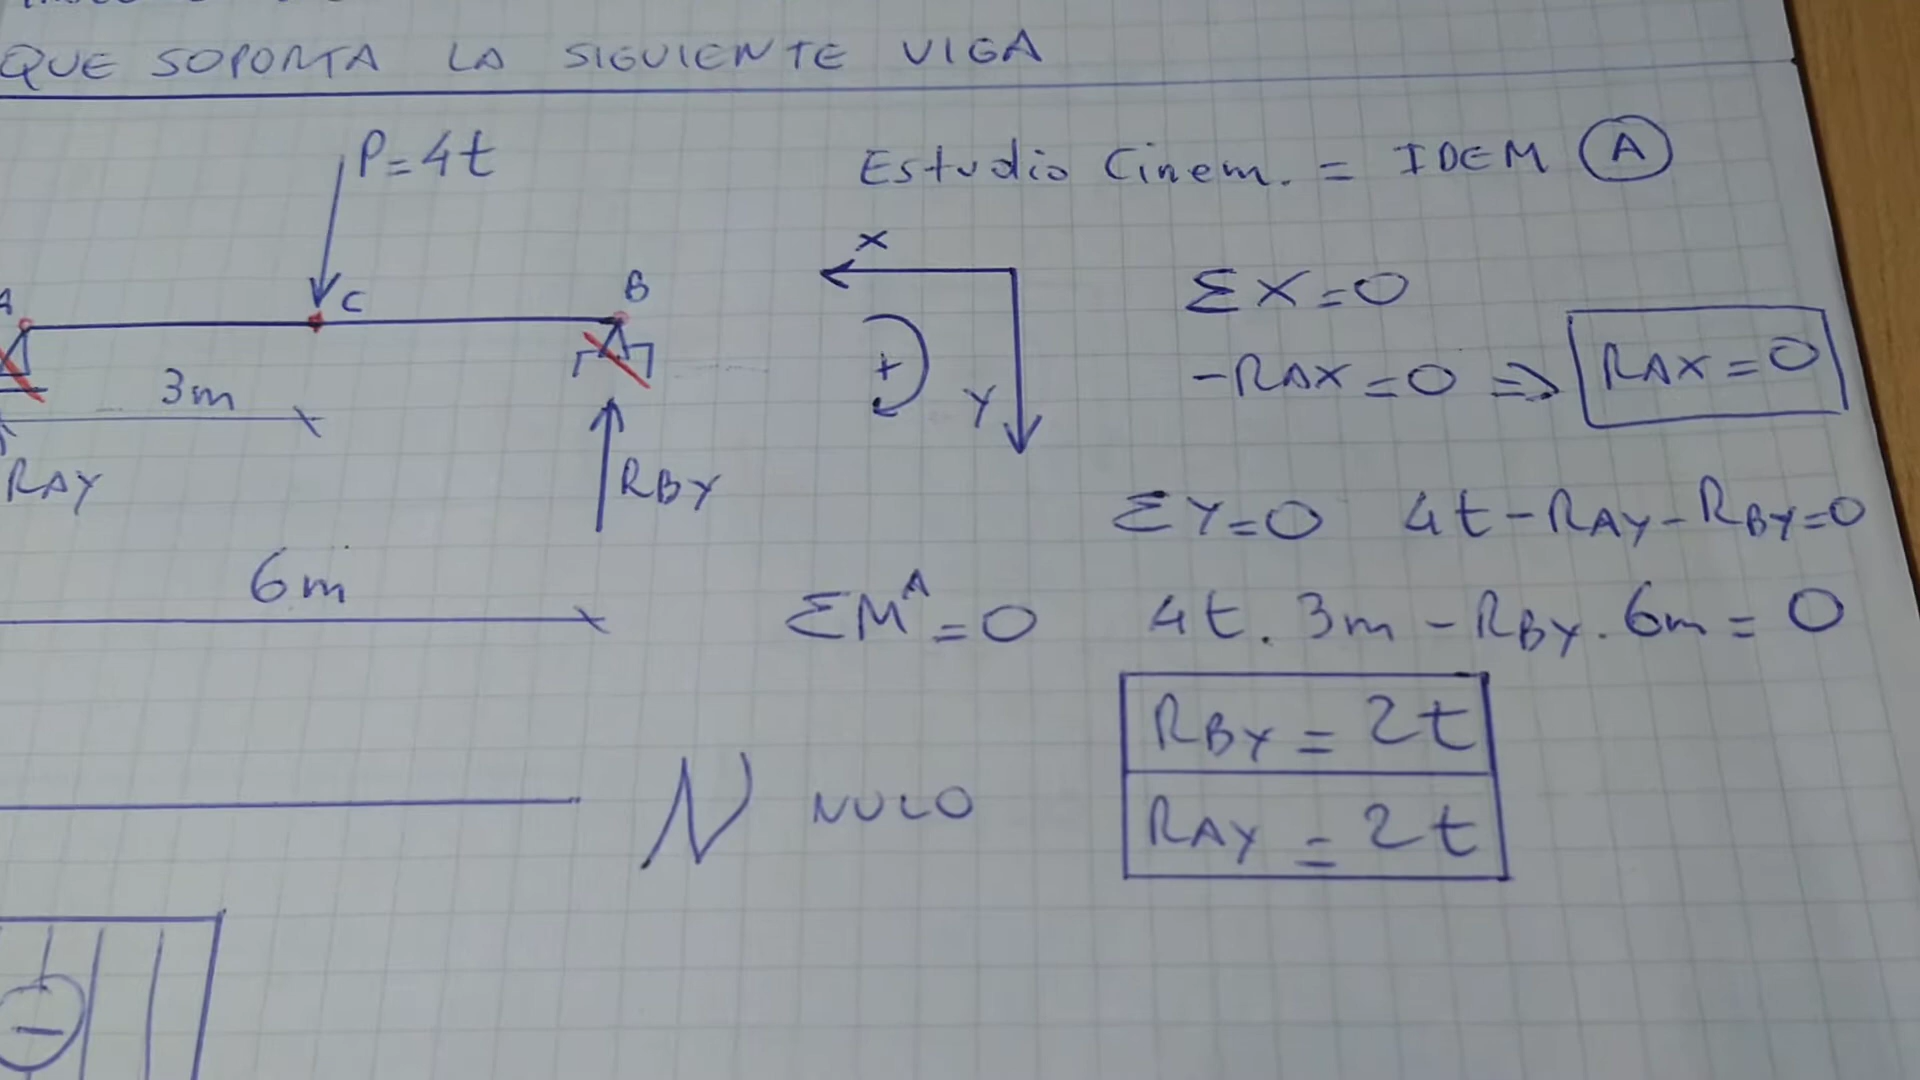 QUE SOPORTA LA SIGUIENTE VIGA
P=4t
Estudio Cinem. = IDEM A
X
C
B
ΣX=0
+
Y
-RAX=0 ⇒ RAX=0
3m
RAY
RBY
ΣY=0 4t-RAY-RBY=0
6m
ΣM^A=0 4t. 3m-RBY. 6m=0
RBY=2t
N NULO
RAY=2t
-